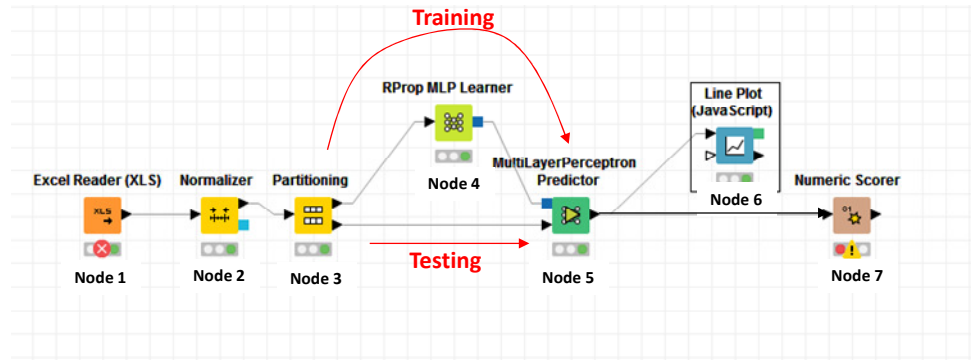 Training
RProp MLP Learner
Line Plot
(JavaScript)
MultiLayerPerceptron
Predictor
Node 4
Excel Reader (XLS)
Normalizer
Partitioning
Node 6
Numeric Scorer
XLS
Testing
Node 1
Node 2
Node 3
Node 5
Node 7